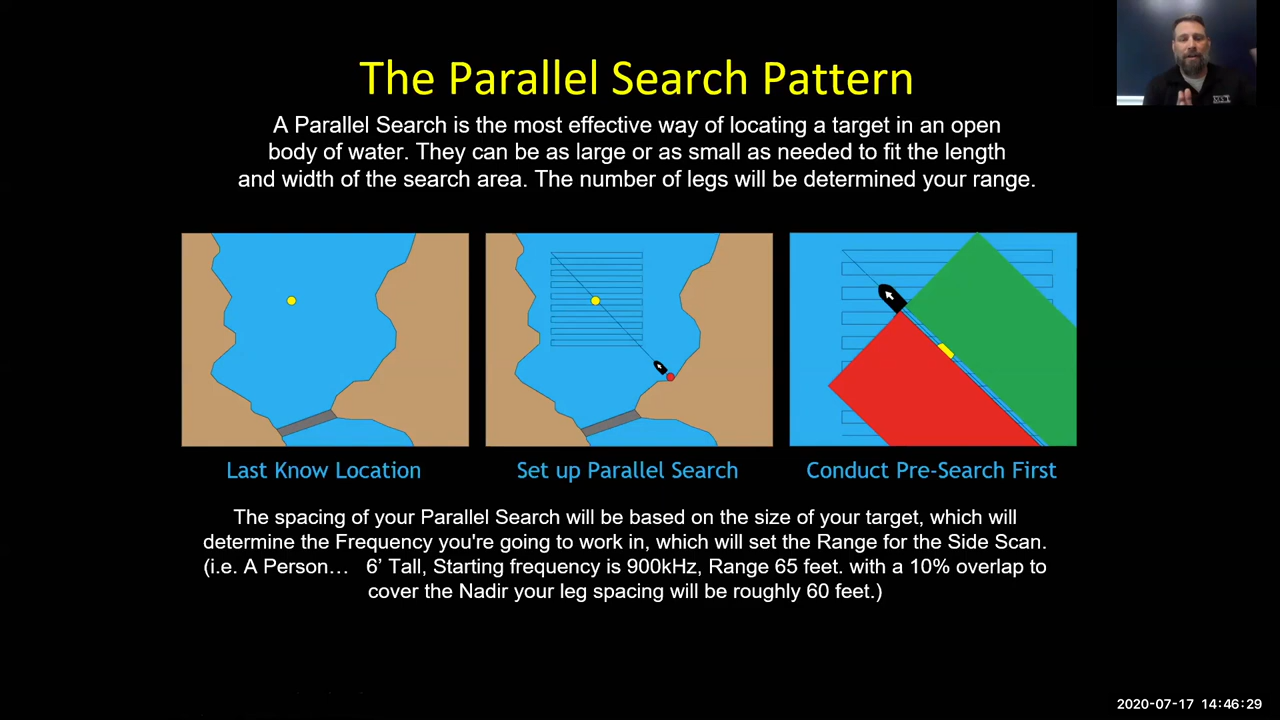 The Parallel Search Pattern
A Parallel Search is the most effective way of locating a target in an open
body of water. They can be as large or as small as needed to fit the length
and width of the search area. The number of legs will be determined your range.
Last Know Location
Set up Parallel Search
Conduct Pre-Search First
The spacing of your Parallel Search will be based on the size of your target, which will
determine the Frequency you're going to work in, which will set the Range for the Side Scan.
(i.e. A Person… 6’ Tall, Starting frequency is 900kHz, Range 65 feet. with a 10% overlap to
cover the Nadir your leg spacing will be roughly 60 feet.)
2020-07-17 14:46:29